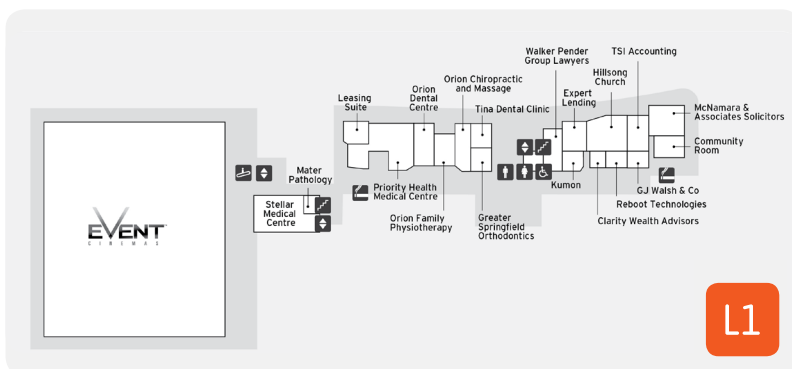 Walker Pender
Group Lawyers
TSI Accounting
Hillsong
Church
Orion Chiropractic
and Massage
Orion
Dental
Centre
Expert
Lending
Leasing
Suite
Tina Dental Clinic
McNamara &
Associates Solicitors
Community
Room
Mater
Pathology
Priority Health
Medical Centre
Kumon
GJ Walsh & Co
Reboot Technologies
Clarity Wealth Advisors
Stellar
Medical
Centre
Orion Family
Physiotherapy
Greater
Springfield
Orthodontics
EVENT
CINEMAS
L1